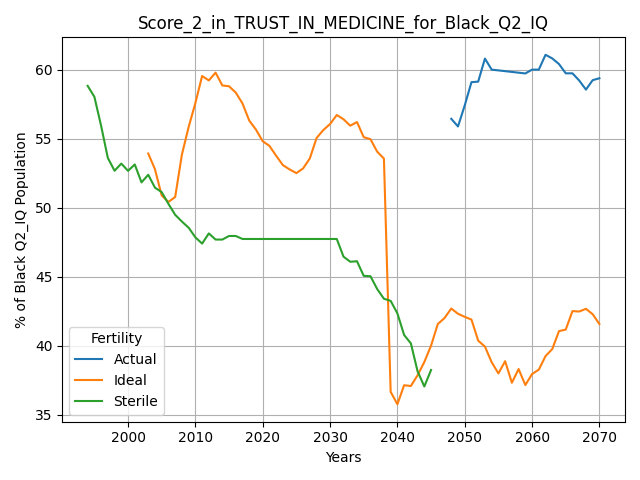 Score_2_in_TRUST_IN_MEDICINE_for_Black_Q2_IQ
% of Black Q2_IQ Population
60
55
50
45
40
35
Fertility
Actual
Ideal
Sterile
2000 2010 2020 2030 2040 2050 2060 2070
Years